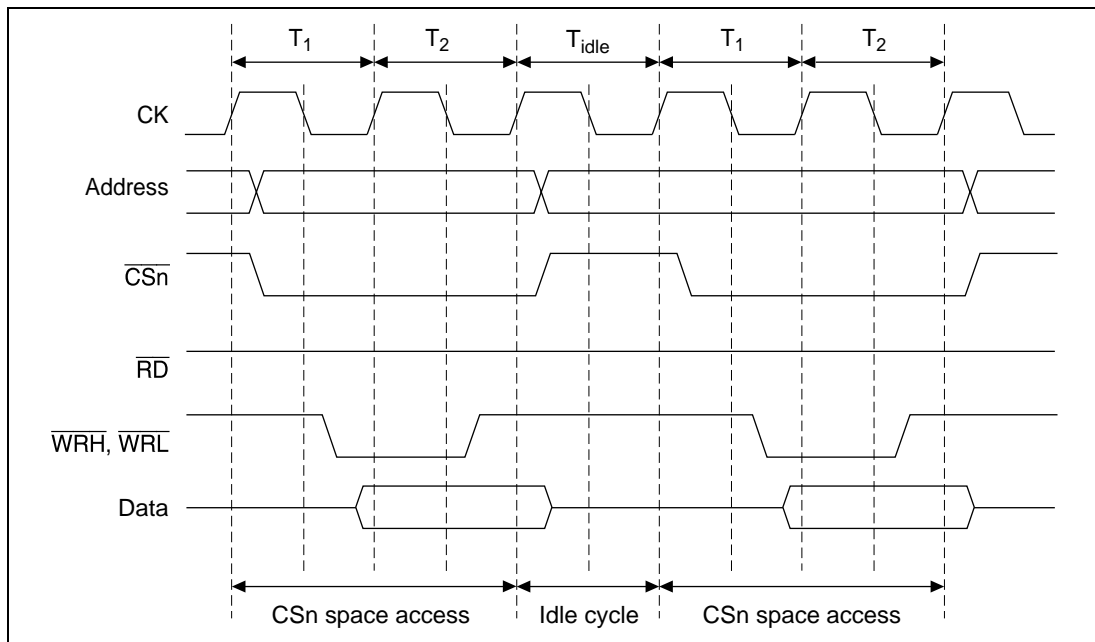 T1 T2 Tidle T1 T2
CK
Address
CSn
RD
WRH, WRL
Data
CSn space access Idle cycle CSn space access